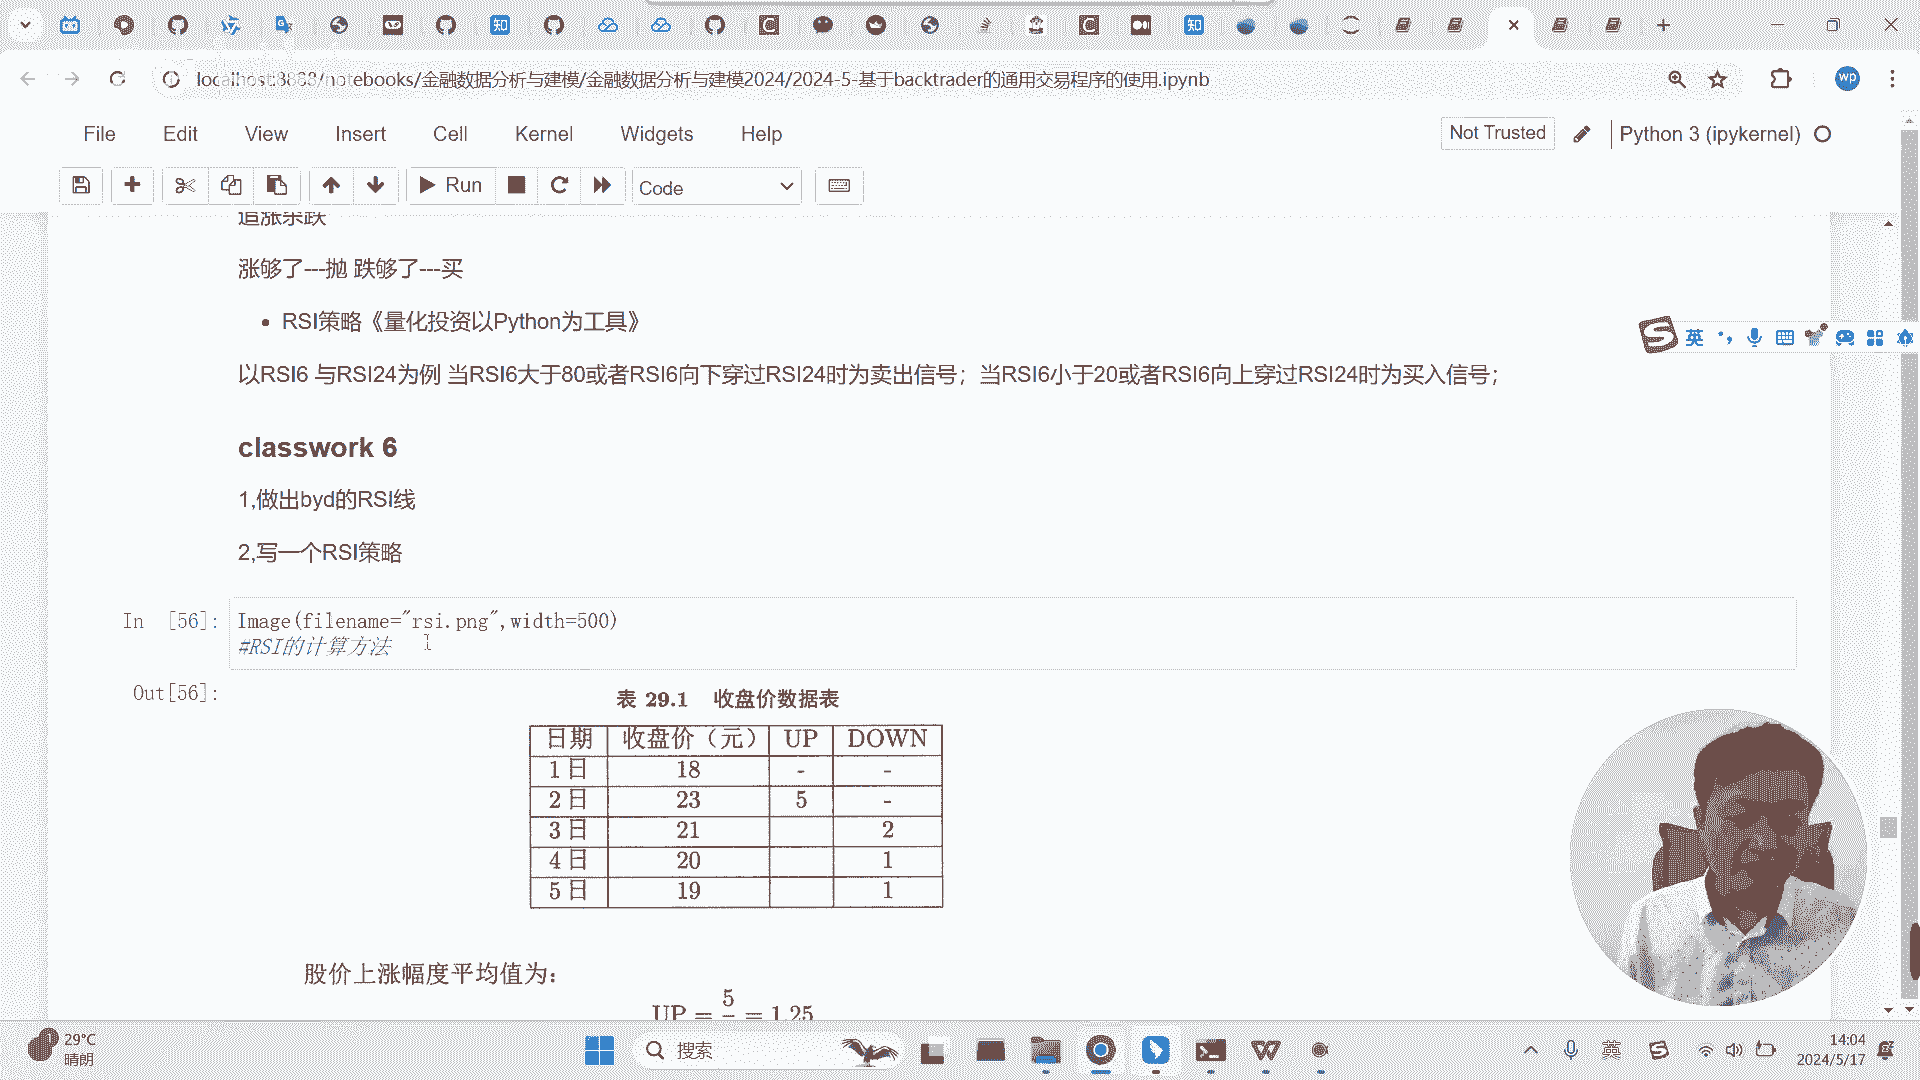 localhost:8888/notebooks/金融数据分析与建模/金融数据分析与建模2024/2024-5-基于backtrader的通用交易程序的使用.ipynb
wp
File Edit View Insert Cell Kernel Widgets Help
Not Trusted
Python 3 (ipykernel)
Run
Code
追涨杀跌
涨够了---抛 跌够了---买
RSI策略《量化投资以Python为工具》
以RSI6 与RSI24为例 当RSI6大于80或者RSI6向下穿过RSI24时为卖出信号；当RSI6小于20或者RSI6向上穿过RSI24时为买入信号；
英
classwork 6
1,做出byd的RSI线
2,写一个RSI策略
In [56]: Image(filename="rsi.png",width=500)
#RSI的计算方法
Out[56]:
表 29.1 收盘价数据表
日期 收盘价（元） UP DOWN
1 日 18 - -
2 日 23 5 -
3 日 21 2
4 日 20 1
5 日 19 1
股价上涨幅度平均值为：
UP = 5 = 1.25
29°C
晴朗
搜索
英
14:04
2024/5/17